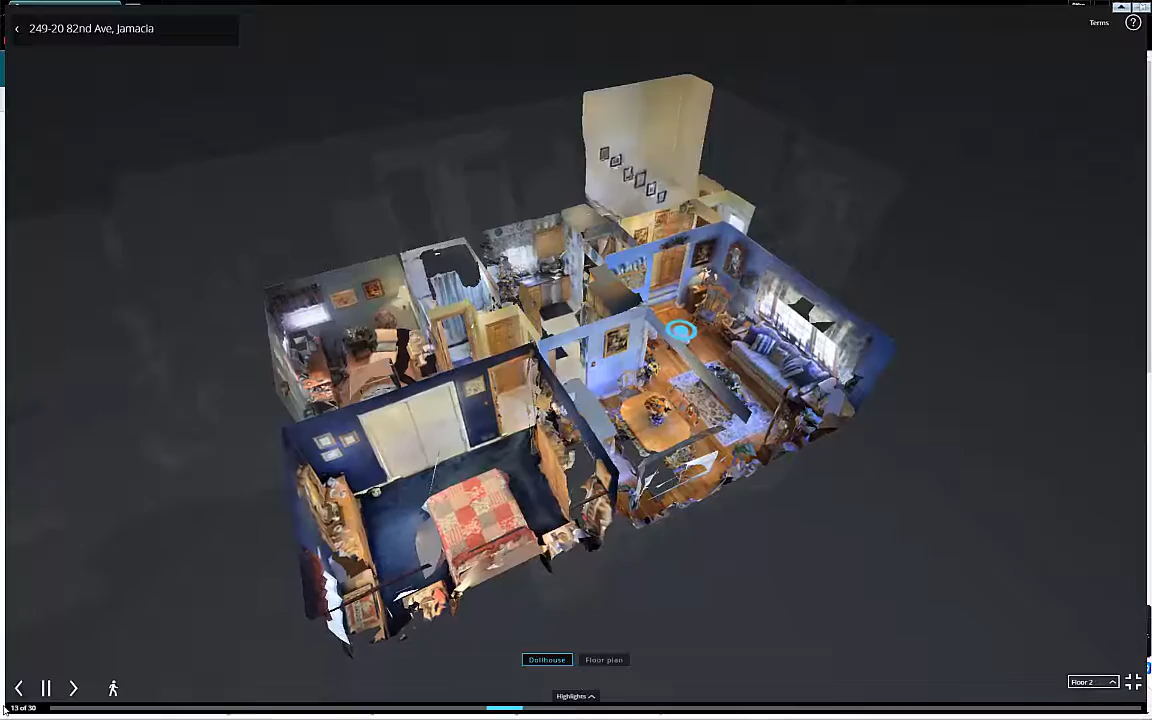 249-20 82nd Ave, Jamacia
Terms
?
Dollhouse
Floor plan
Highlights
Floor 2
13 of 30